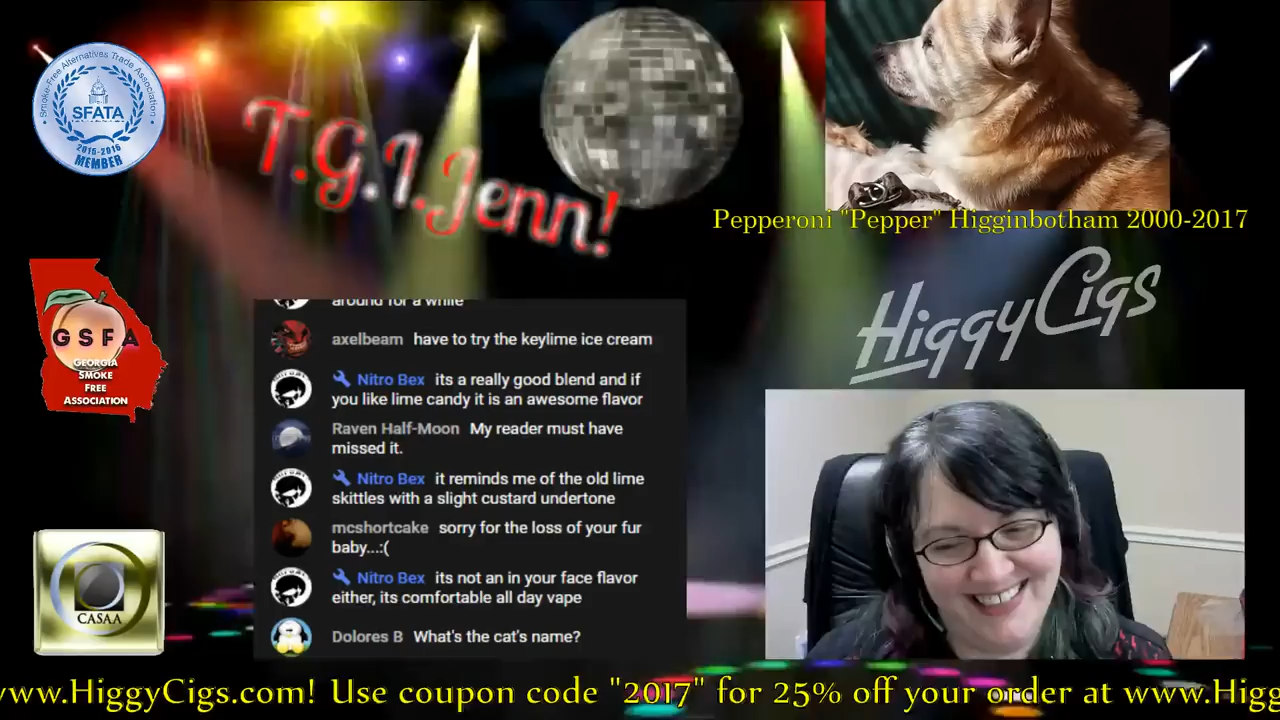 Smoke-Free Alternatives Trade Association
SFATA
2015-2016
MEMBER
T.G.I.Jenn!
Pepperoni "Pepper" Higginbotham 2000-2017
HiggyCigs
GSFA
GEORGIA
SMOKE
FREE
ASSOCIATION
CASAA
around for a while
axelbeam have to try the keylime ice cream
Nitro Bex its a really good blend and if
you like lime candy it is an awesome flavor
Raven Half-Moon My reader must have
missed it.
Nitro Bex it reminds me of the old lime
skittles with a slight custard undertone
mcshortcake sorry for the loss of your fur
baby...:(
Nitro Bex its not an in your face flavor
either, its comfortable all day vape
Dolores B What's the cat's name?
www.HiggyCigs.com! Use coupon code "2017" for 25% off your order at www.Higg